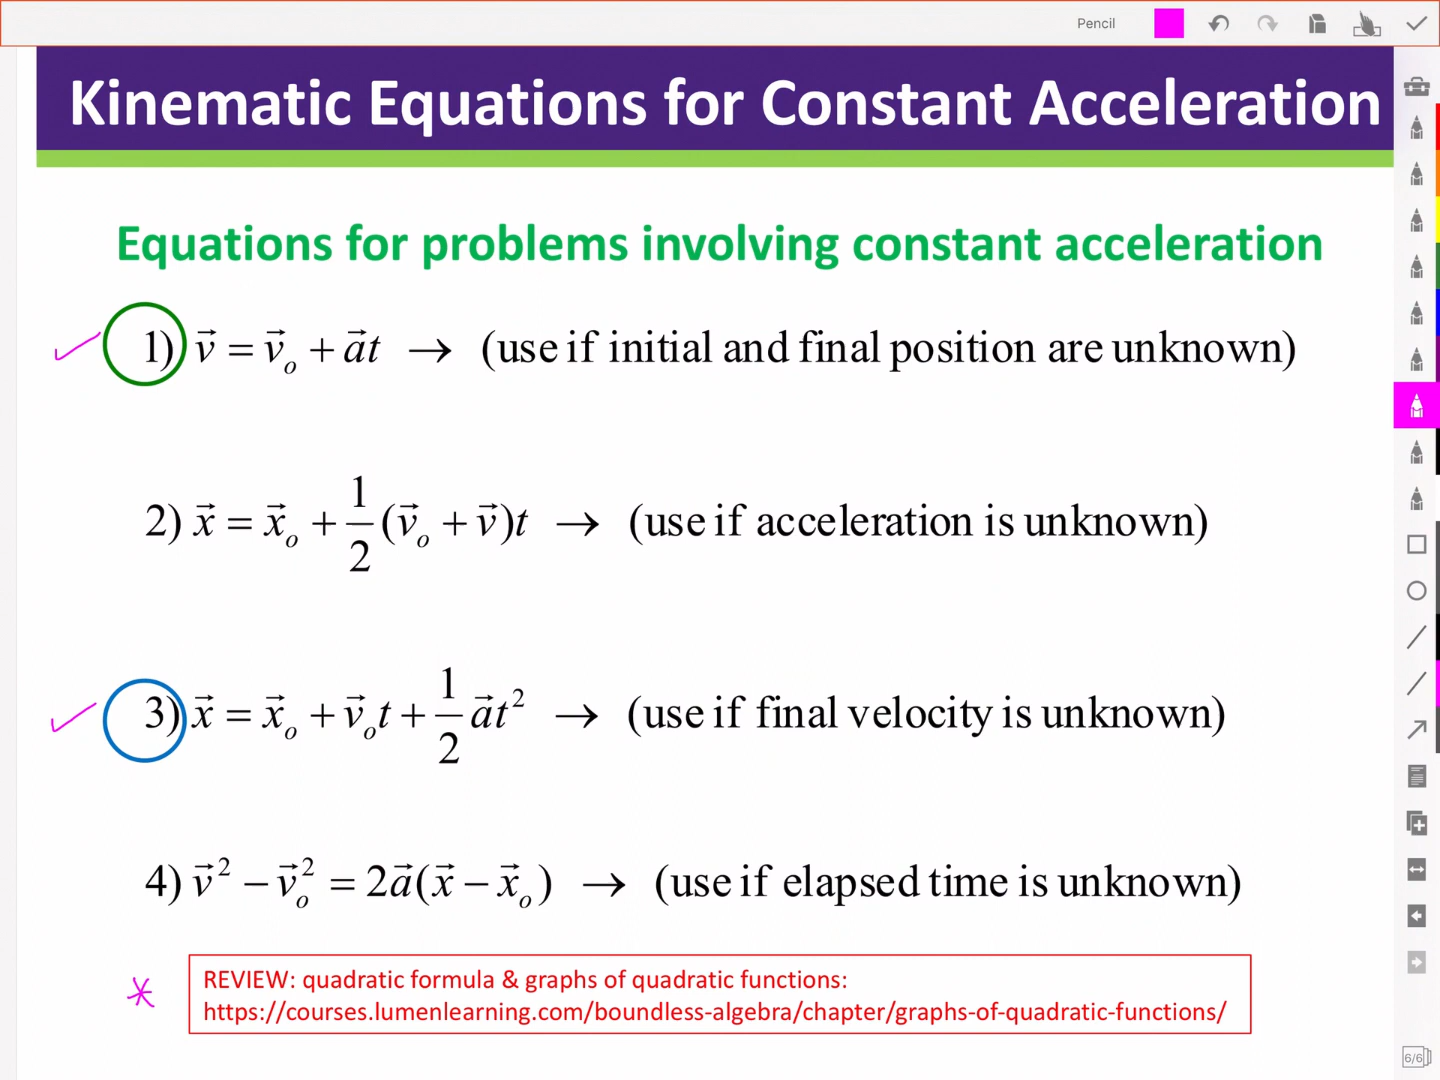 Pencil
Kinematic Equations for Constant Acceleration
Equations for problems involving constant acceleration
1) v⃗ = v⃗ₒ + a⃗t → (use if initial and final position are unknown)
2) x⃗ = x⃗ₒ + 1/2 (v⃗ₒ + v⃗)t → (use if acceleration is unknown)
3) x⃗ = x⃗ₒ + v⃗ₒt + 1/2 a⃗t² → (use if final velocity is unknown)
4) v⃗² − v⃗ₒ² = 2a⃗(x⃗ − x⃗ₒ) → (use if elapsed time is unknown)
REVIEW: quadratic formula & graphs of quadratic functions:
https://courses.lumenlearning.com/boundless-algebra/chapter/graphs-of-quadratic-functions/
6/6